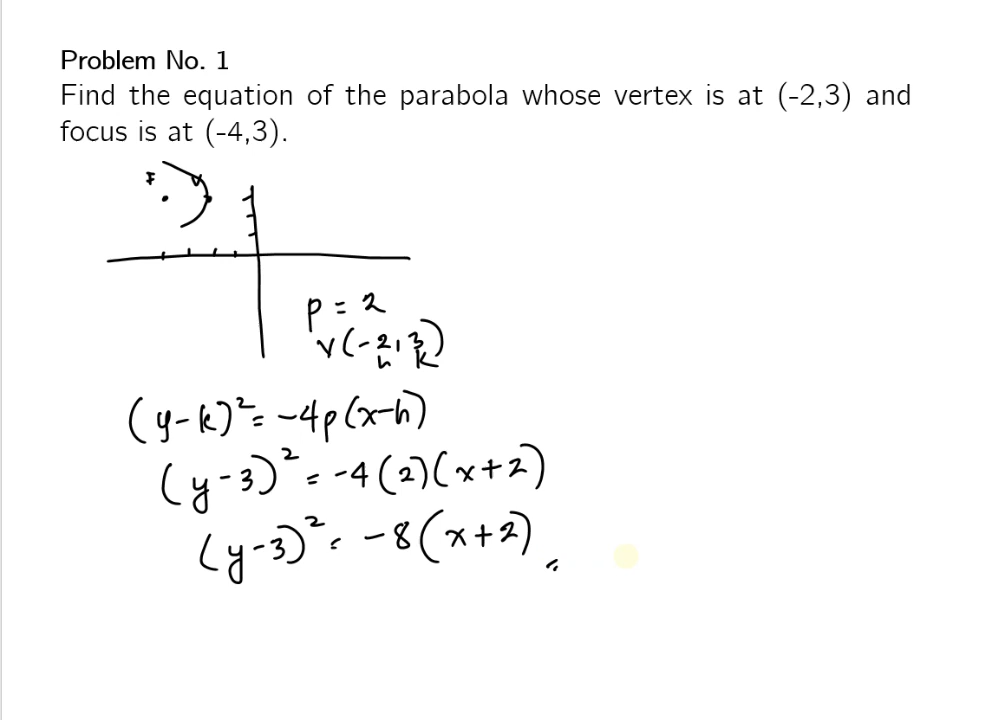 Problem No. 1
Find the equation of the parabola whose vertex is at (-2,3) and
focus is at (-4,3).
F V
p = 2
V(-2,3)
h k
(y-k)²= -4p(x-h)
(y-3)² = -4(2)(x+2)
(y-3)² = -8(x+2)